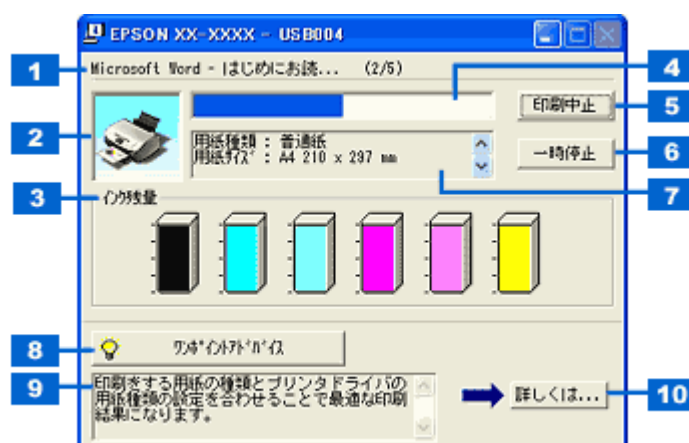 EPSON XX-XXXX - USB004
1
Microsoft Word - はじめにお読... (2/5)
4
2
印刷中止
5
用紙種類 : 普通紙
用紙ｻｲｽﾞ : A4 210 x 297 mm
一時停止
6
7
3
ｲﾝｸ残量
8
ﾜﾝﾎﾟｲﾝﾄｱﾄﾞﾊﾞｲｽ
9
印刷をする用紙の種類とプリンタドライバの
用紙種類の設定を合わせることで最適な印刷
結果になります。
詳しくは...
10